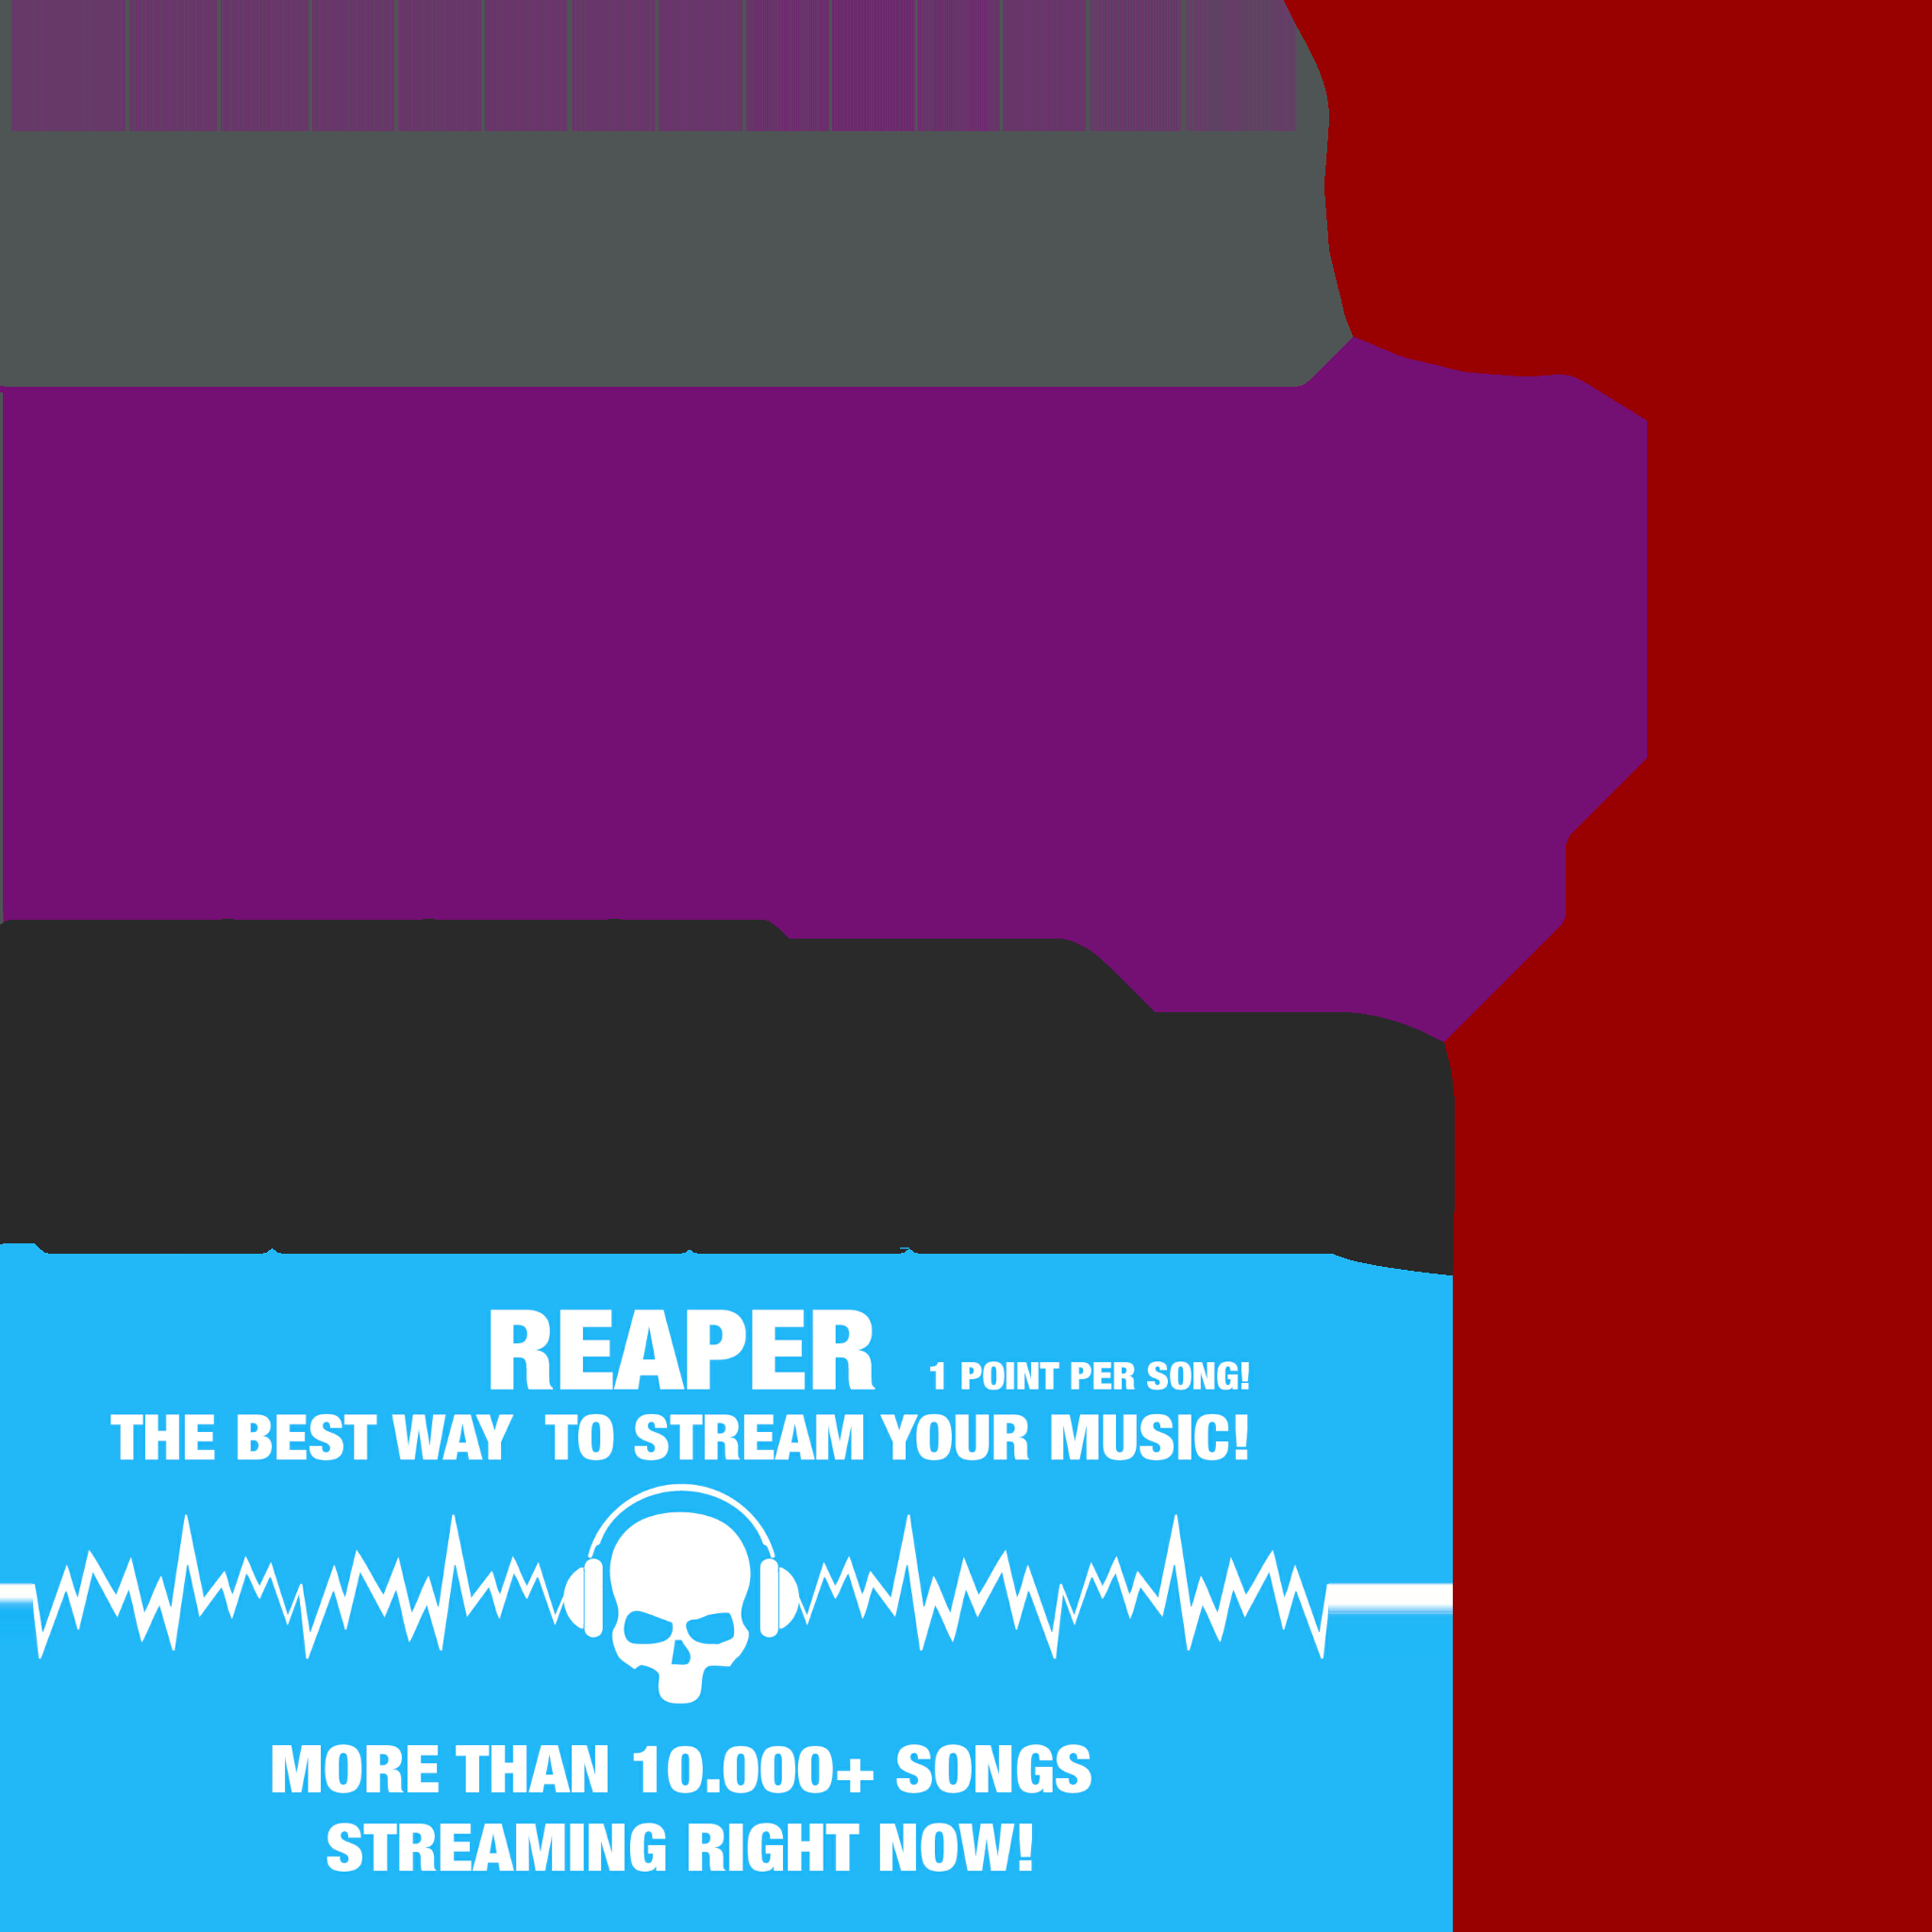 REAPER 1 POINT PER SONG!
THE BEST WAY TO STREAM YOUR MUSIC!
MORE THAN 10.000+ SONGS
STREAMING RIGHT NOW!